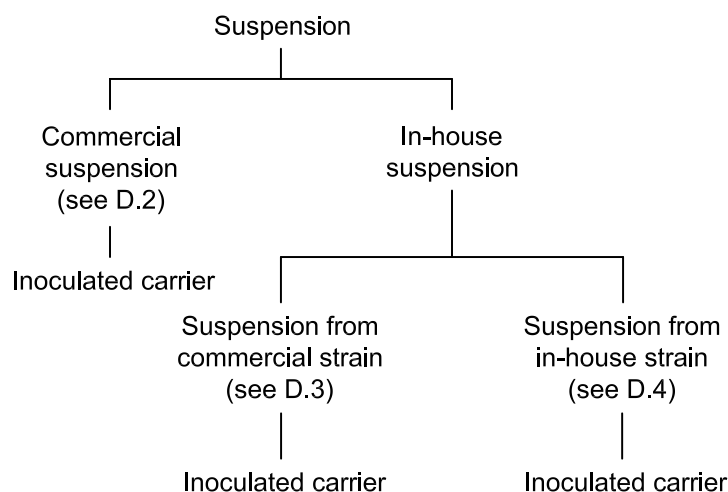 Suspension
Commercial
suspension
(see D.2)
In-house
suspension
Inoculated carrier
Suspension from
commercial strain
(see D.3)
Suspension from
in-house strain
(see D.4)
Inoculated carrier
Inoculated carrier